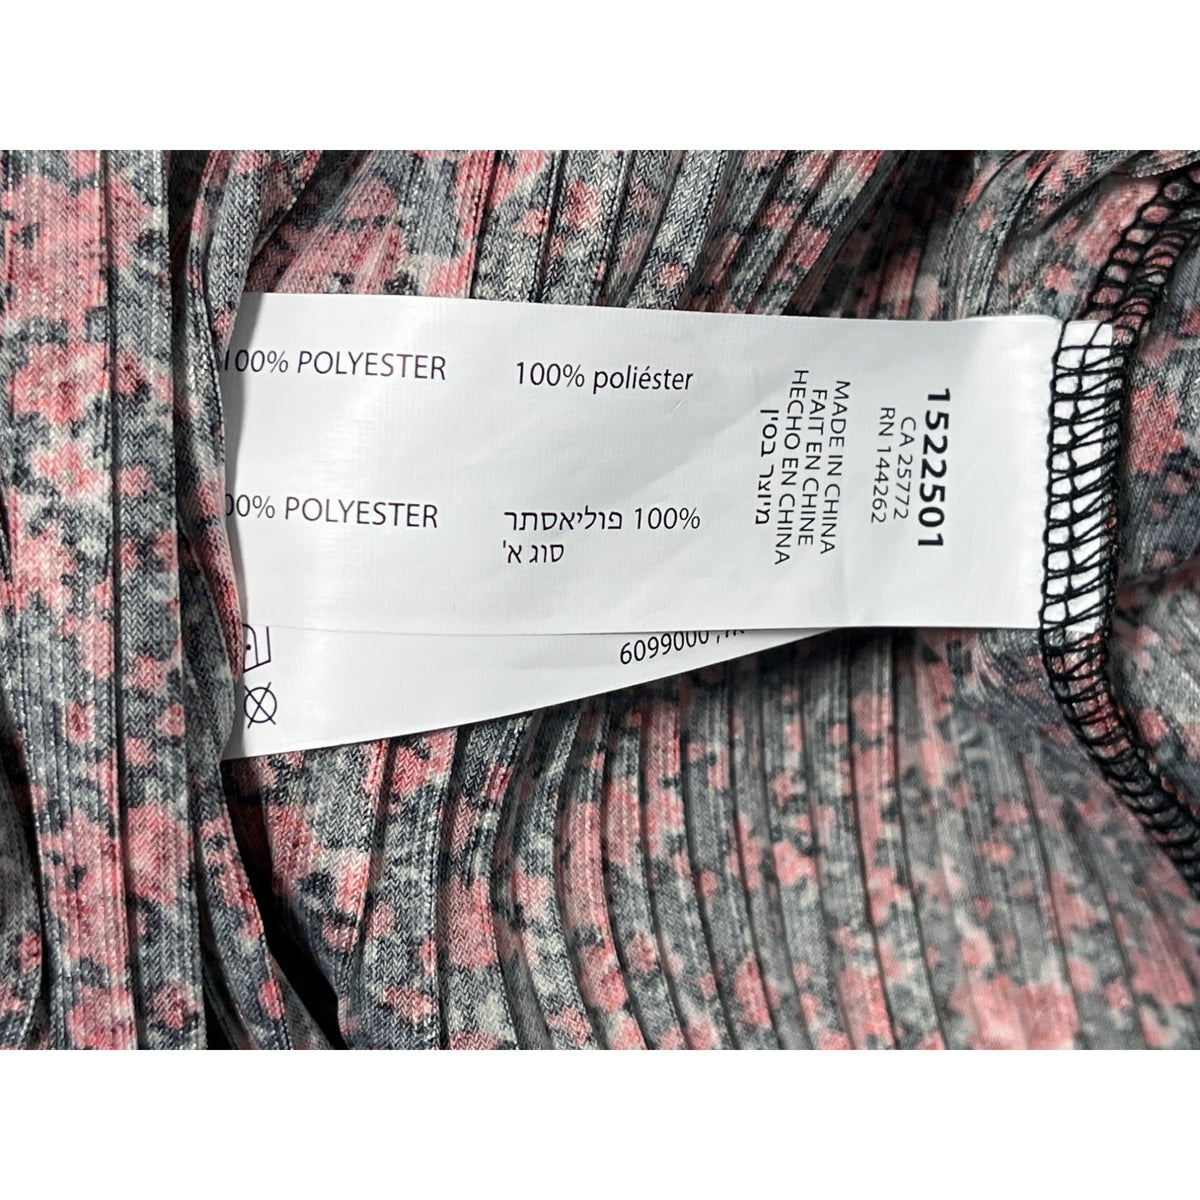 1522501
CA 25772
RN 144262
MADE IN CHINA
FAIT EN CHINE
HECHO EN CHINA
מיוצר בסין
100% POLYESTER
100% poliéster
00% POLYESTER
100% פוליאסתר
סוג א'
6099000